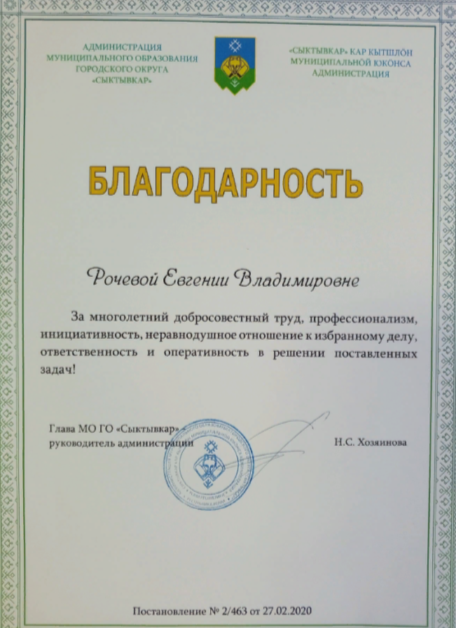 АДМИНИСТРАЦИЯ
МУНИЦИПАЛЬНОГО ОБРАЗОВАНИЯ
ГОРОДСКОГО ОКРУГА
«СЫКТЫВКАР»
«СЫКТЫВКАР» КАР КЫТШЛÖН
МУНИЦИПАЛЬНÖЙ ЮКÖНСА
АДМИНИСТРАЦИЯ
БЛАГОДАРНОСТЬ
Рочевой Евгении Владимировне
За многолетний добросовестный труд, профессионализм,
инициативность, неравнодушное отношение к избранному делу,
ответственность и оперативность в решении поставленных
задач!
Глава МО ГО «Сыктывкар» -
руководитель администрации
Н.С. Хозяинова
Постановление № 2/463 от 27.02.2020